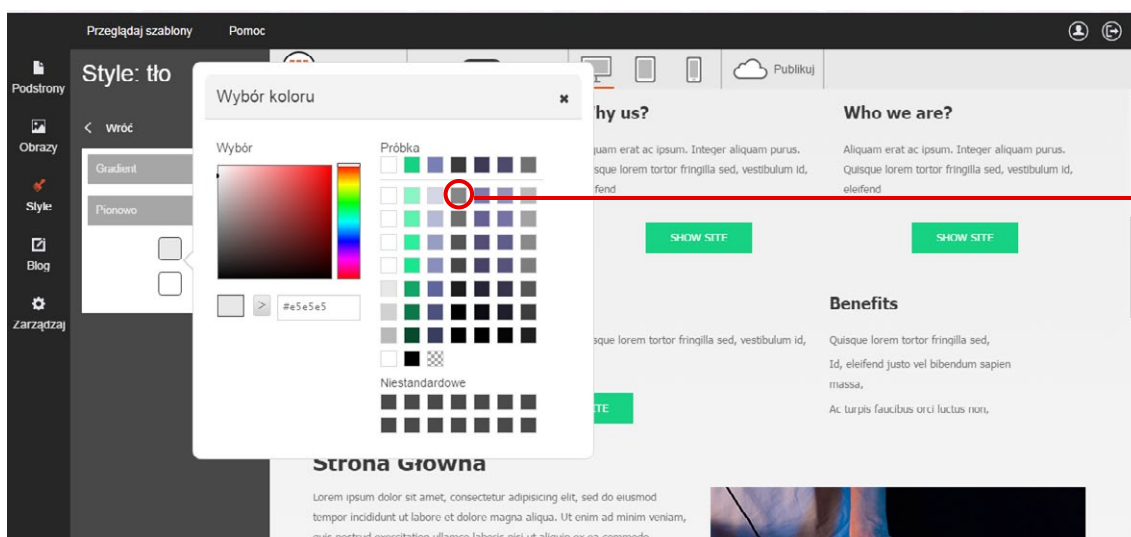 Przeglądaj szablony
Pomoc
Podstrony
Obrazy
Style
Blog
Zarządzaj
Style: tło
Wróć
Gradient
Pionowo
Wybór koloru
Wybór
#e5e5e5
Próbka
Niestandardowe
Publikuj
hy us?
quam erat ac ipsum. Integer aliquam purus.
sque lorem tortor fringilla sed, vestibulum id,
fend
SHOW SITE
Who we are?
Aliquam erat ac ipsum. Integer aliquam purus.
Quisque lorem tortor fringilla sed, vestibulum id,
eleifend
SHOW SITE
sque lorem tortor fringilla sed, vestibulum id,
TE
Benefits
Quisque lorem tortor fringilla sed,
Id, eleifend justo vel bibendum sapien
massa,
Ac turpis faucibus orci luctus non,
Strona Główna
Lorem ipsum dolor sit amet, consectetur adipisicing elit, sed do eiusmod
tempor incididunt ut labore et dolore magna aliqua. Ut enim ad minim veniam,